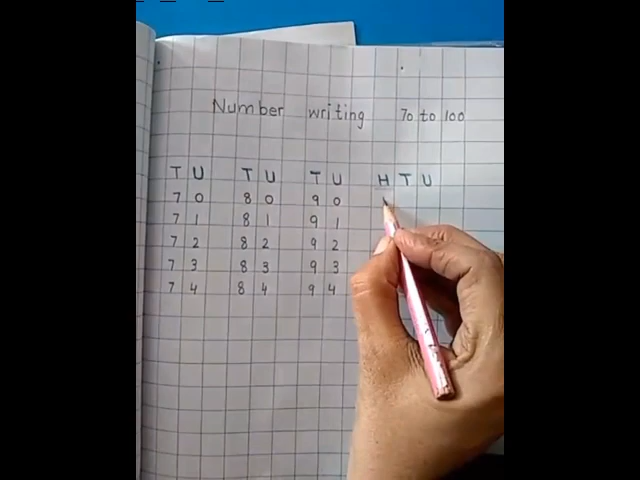 Number writing 70 to 100
T U T U T U H T U
7 0 8 0 9 0
7 1 8 1 9 1
7 2 8 2 9 2
7 3 8 3 9 3
7 4 8 4 9 4